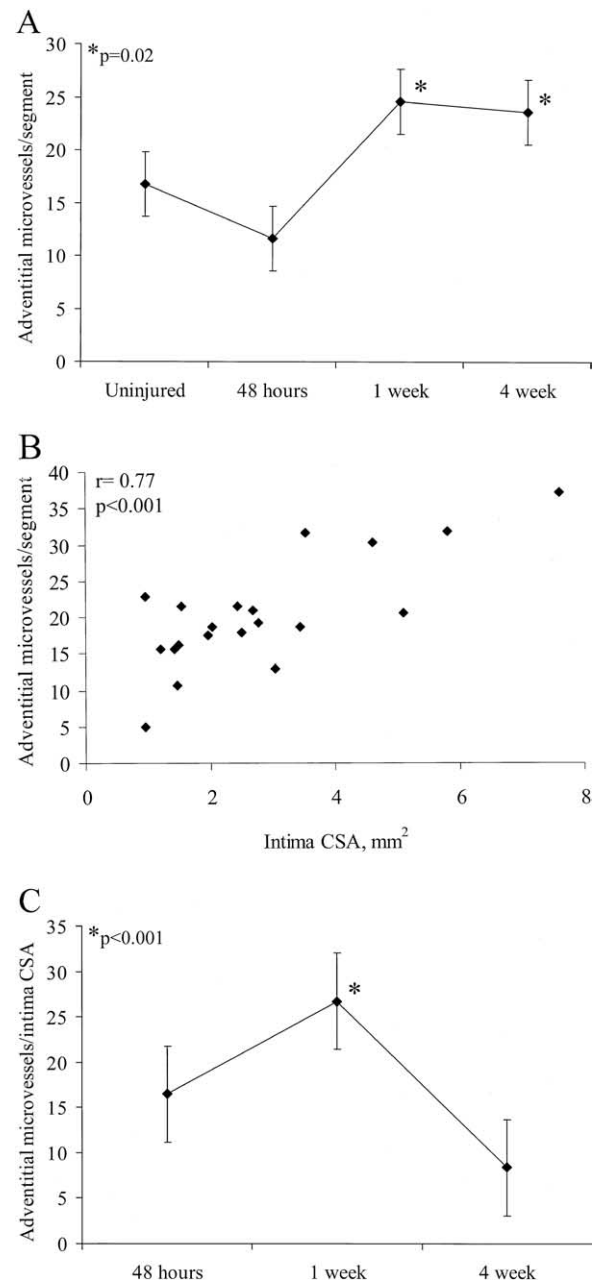 A
*p=0.02
Adventitial microvessels/segment
30
25
20
15
10
5
0
*
*
Uninjured 48 hours 1 week 4 week
B
r= 0.77
p<0.001
Adventitial microvessels/segment
40
35
30
25
20
15
10
5
0
0 2 4 6 8
Intima CSA, mm²
C
*p<0.001
Adventitial microvessels/intima CSA
35
30
25
20
15
10
5
0
*
48 hours 1 week 4 week